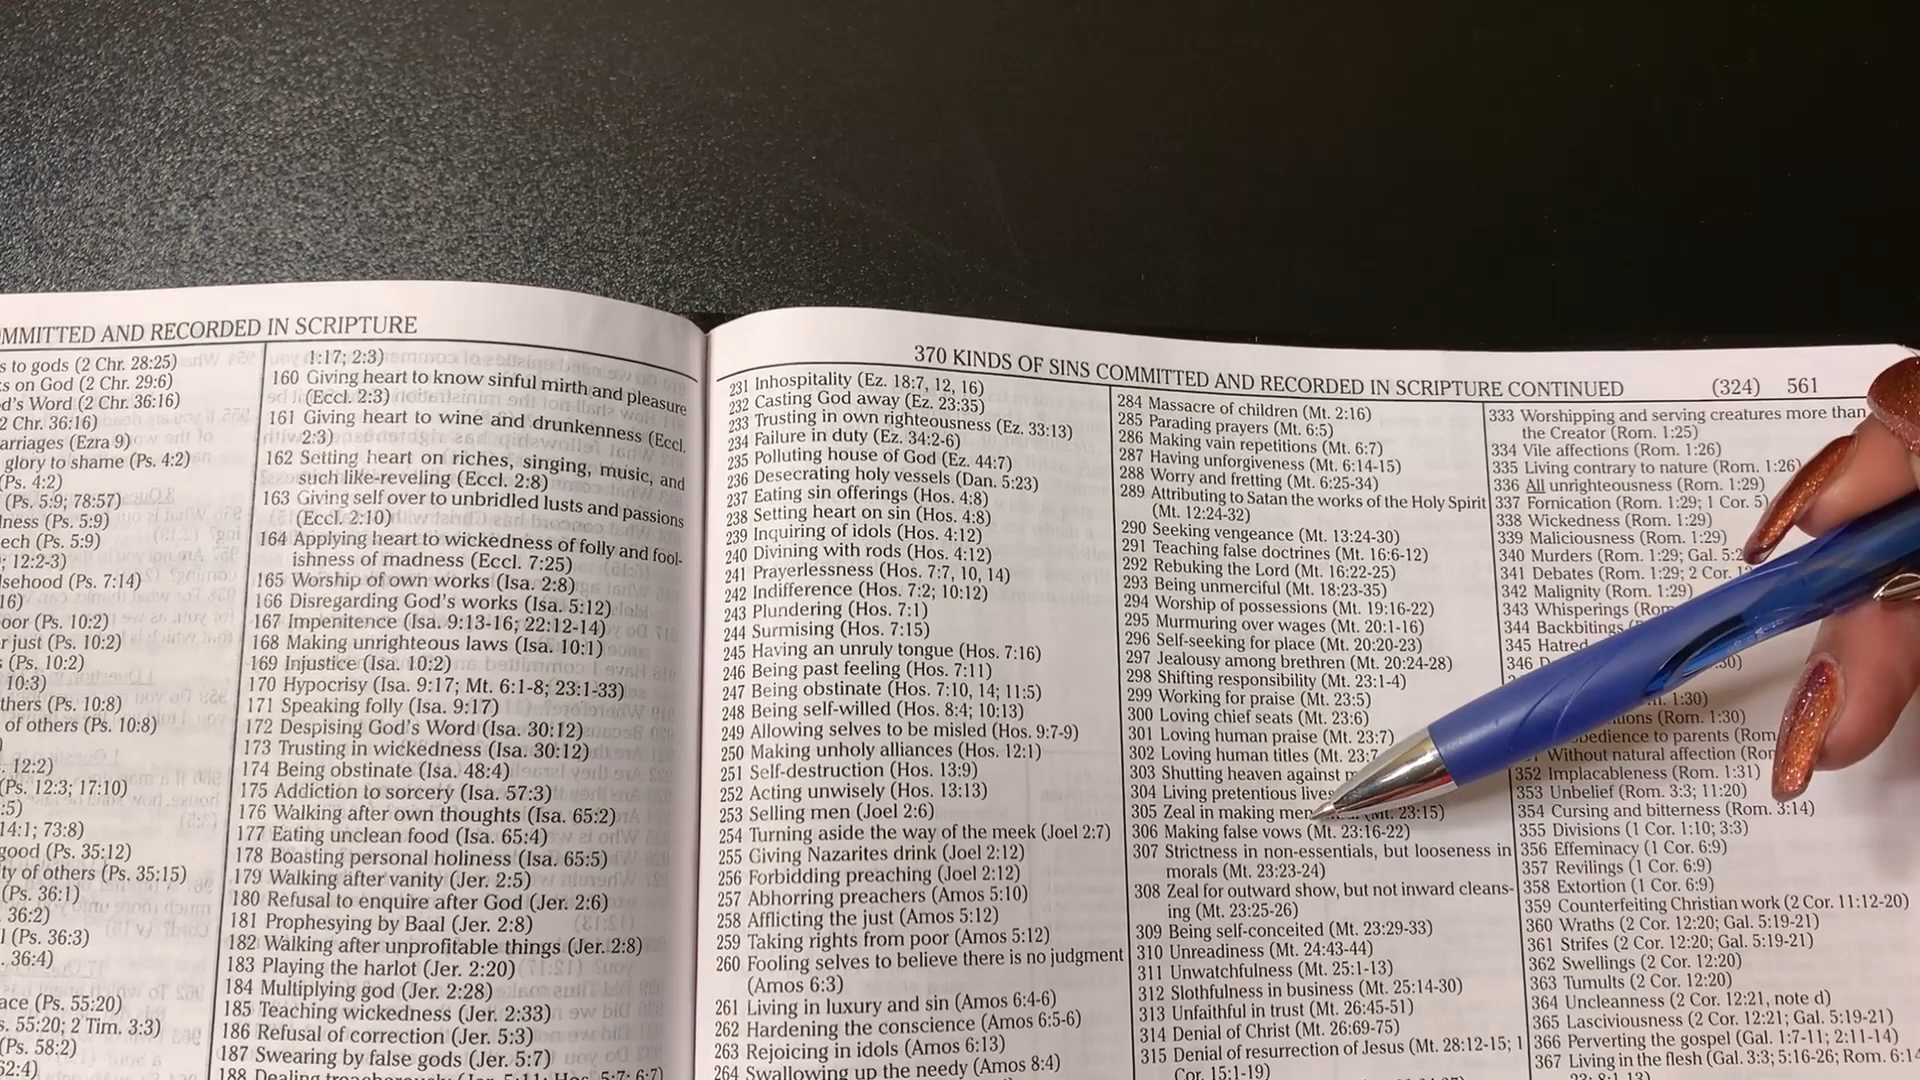 OMMITTED AND RECORDED IN SCRIPTURE
s to gods (2 Chr. 28:25)
s on God (2 Chr. 29:6)
d's Word (2 Chr. 36:16)
2 Chr. 36:16)
arriages (Ezra 9)
glory to shame (Ps. 4:2)
(Ps. 4:2)
(Ps. 5:9; 78:57)
lness (Ps. 5:9)
ech (Ps. 5:9)
; 12:2-3)
lsehood (Ps. 7:14)
16)
oor (Ps. 10:2)
r just (Ps. 10:2)
s (Ps. 10:2)
10:3)
thers (Ps. 10:8)
of others (Ps. 10:8)
)
. 12:2)
(Ps. 12:3; 17:10)
:5)
14:1; 73:8)
good (Ps. 35:12)
ty of others (Ps. 35:15)
(Ps. 36:1)
. 36:2)
l (Ps. 36:3)
. 36:4)
ace (Ps. 55:20)
s. 55:20; 2 Tim. 3:3)
(Ps. 58:2)
62:4)
1:17; 2:3)
160 Giving heart to know sinful mirth and pleasure
(Eccl. 2:3)
161 Giving heart to wine and drunkenness (Eccl.
2:3)
162 Setting heart on riches, singing, music, and
such like-reveling (Eccl. 2:8)
163 Giving self over to unbridled lusts and passions
(Eccl. 2:10)
164 Applying heart to wickedness of folly and fool-
ishness of madness (Eccl. 7:25)
165 Worship of own works (Isa. 2:8)
166 Disregarding God's works (Isa. 5:12)
167 Impenitence (Isa. 9:13-16; 22:12-14)
168 Making unrighteous laws (Isa. 10:1)
169 Injustice (Isa. 10:2)
170 Hypocrisy (Isa. 9:17; Mt. 6:1-8; 23:1-33)
171 Speaking folly (Isa. 9:17)
172 Despising God's Word (Isa. 30:12)
173 Trusting in wickedness (Isa. 30:12)
174 Being obstinate (Isa. 48:4)
175 Addiction to sorcery (Isa. 57:3)
176 Walking after own thoughts (Isa. 65:2)
177 Eating unclean food (Isa. 65:4)
178 Boasting personal holiness (Isa. 65:5)
179 Walking after vanity (Jer. 2:5)
180 Refusal to enquire after God (Jer. 2:6)
181 Prophesying by Baal (Jer. 2:8)
182 Walking after unprofitable things (Jer. 2:8)
183 Playing the harlot (Jer. 2:20)
184 Multiplying god (Jer. 2:28)
185 Teaching wickedness (Jer. 2:33)
186 Refusal of correction (Jer. 5:3)
187 Swearing by false gods (Jer. 5:7)
188 Dealing treacherously (Jer. 5:11; Hos. 5:7; 6:7)
370 KINDS OF SINS COMMITTED AND RECORDED IN SCRIPTURE CONTINUED (324) 561
231 Inhospitality (Ez. 18:7, 12, 16)
232 Casting God away (Ez. 23:35)
233 Trusting in own righteousness (Ez. 33:13)
234 Failure in duty (Ez. 34:2-6)
235 Polluting house of God (Ez. 44:7)
236 Desecrating holy vessels (Dan. 5:23)
237 Eating sin offerings (Hos. 4:8)
238 Setting heart on sin (Hos. 4:8)
239 Inquiring of idols (Hos. 4:12)
240 Divining with rods (Hos. 4:12)
241 Prayerlessness (Hos. 7:7, 10, 14)
242 Indifference (Hos. 7:2; 10:12)
243 Plundering (Hos. 7:1)
244 Surmising (Hos. 7:15)
245 Having an unruly tongue (Hos. 7:16)
246 Being past feeling (Hos. 7:11)
247 Being obstinate (Hos. 7:10, 14; 11:5)
248 Being self-willed (Hos. 8:4; 10:13)
249 Allowing selves to be misled (Hos. 9:7-9)
250 Making unholy alliances (Hos. 12:1)
251 Self-destruction (Hos. 13:9)
252 Acting unwisely (Hos. 13:13)
253 Selling men (Joel 2:6)
254 Turning aside the way of the meek (Joel 2:7)
255 Giving Nazarites drink (Joel 2:12)
256 Forbidding preaching (Joel 2:12)
257 Abhorring preachers (Amos 5:10)
258 Afflicting the just (Amos 5:12)
259 Taking rights from poor (Amos 5:12)
260 Fooling selves to believe there is no judgment
(Amos 6:3)
261 Living in luxury and sin (Amos 6:4-6)
262 Hardening the conscience (Amos 6:5-6)
263 Rejoicing in idols (Amos 6:13)
264 Swallowing up the needy (Amos 8:4)
284 Massacre of children (Mt. 2:16)
285 Parading prayers (Mt. 6:5)
286 Making vain repetitions (Mt. 6:7)
287 Having unforgiveness (Mt. 6:14-15)
288 Worry and fretting (Mt. 6:25-34)
289 Attributing to Satan the works of the Holy Spirit
(Mt. 12:24-32)
290 Seeking vengeance (Mt. 13:24-30)
291 Teaching false doctrines (Mt. 16:6-12)
292 Rebuking the Lord (Mt. 16:22-25)
293 Being unmerciful (Mt. 18:23-35)
294 Worship of possessions (Mt. 19:16-22)
295 Murmuring over wages (Mt. 20:1-16)
296 Self-seeking for place (Mt. 20:20-23)
297 Jealousy among brethren (Mt. 20:24-28)
298 Shifting responsibility (Mt. 23:1-4)
299 Working for praise (Mt. 23:5)
300 Loving chief seats (Mt. 23:6)
301 Loving human praise (Mt. 23:7)
302 Loving human titles (Mt. 23:7
303 Shutting heaven against
304 Living pretentious lives
305 Zeal in making men (Mt. 23:15)
306 Making false vows (Mt. 23:16-22)
307 Strictness in non-essentials, but looseness in
morals (Mt. 23:23-24)
308 Zeal for outward show, but not inward cleans-
ing (Mt. 23:25-26)
309 Being self-conceited (Mt. 23:29-33)
310 Unreadiness (Mt. 24:43-44)
311 Unwatchfulness (Mt. 25:1-13)
312 Slothfulness in business (Mt. 25:14-30)
313 Unfaithful in trust (Mt. 26:45-51)
314 Denial of Christ (Mt. 26:69-75)
315 Denial of resurrection of Jesus (Mt. 28:12-15; 1
Cor. 15:1-19)
333 Worshipping and serving creatures more than
the Creator (Rom. 1:25)
334 Vile affections (Rom. 1:26)
335 Living contrary to nature (Rom. 1:26)
336 All unrighteousness (Rom. 1:29)
337 Fornication (Rom. 1:29; 1 Cor. 5)
338 Wickedness (Rom. 1:29)
339 Maliciousness (Rom. 1:29)
340 Murders (Rom. 1:29; Gal. 5:2
341 Debates (Rom. 1:29; 2 Cor. 12
342 Malignity (Rom. 1:29)
343 Whisperings (Rom
344 Backbitings
345 Hatred
346
1:30)
(Rom. 1:30)
bedience to parents (Rom
Without natural affection (Ron
352 Implacableness (Rom. 1:31)
353 Unbelief (Rom. 3:3; 11:20)
354 Cursing and bitterness (Rom. 3:14)
355 Divisions (1 Cor. 1:10; 3:3)
356 Effeminacy (1 Cor. 6:9)
357 Revilings (1 Cor. 6:9)
358 Extortion (1 Cor. 6:9)
359 Counterfeiting Christian work (2 Cor. 11:12-20)
360 Wraths (2 Cor. 12:20; Gal. 5:19-21)
361 Strifes (2 Cor. 12:20; Gal. 5:19-21)
362 Swellings (2 Cor. 12:20)
363 Tumults (2 Cor. 12:20)
364 Uncleanness (2 Cor. 12:21, note d)
365 Lasciviousness (2 Cor. 12:21; Gal. 5:19-21)
366 Perverting the gospel (Gal. 1:7-11; 2:11-14)
367 Living in the flesh (Gal. 3:3; 5:16-26; Rom. 6:14